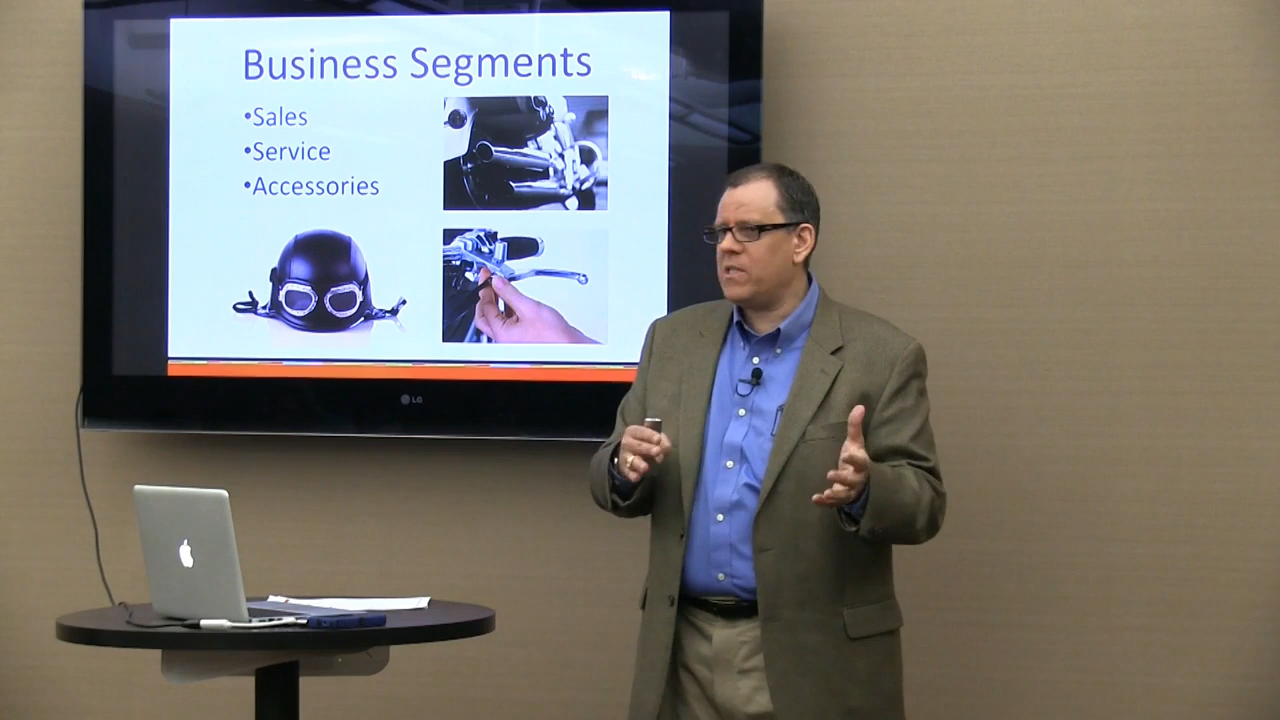 Business Segments
•Sales
•Service
•Accessories
LG